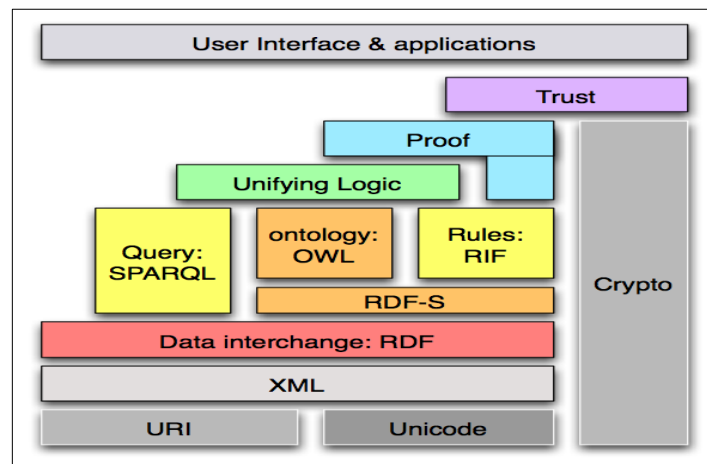 User Interface & applications
Trust
Proof
Unifying Logic
Query:
SPARQL
ontology:
OWL
Rules:
RIF
Crypto
RDF-S
Data interchange: RDF
XML
URI
Unicode